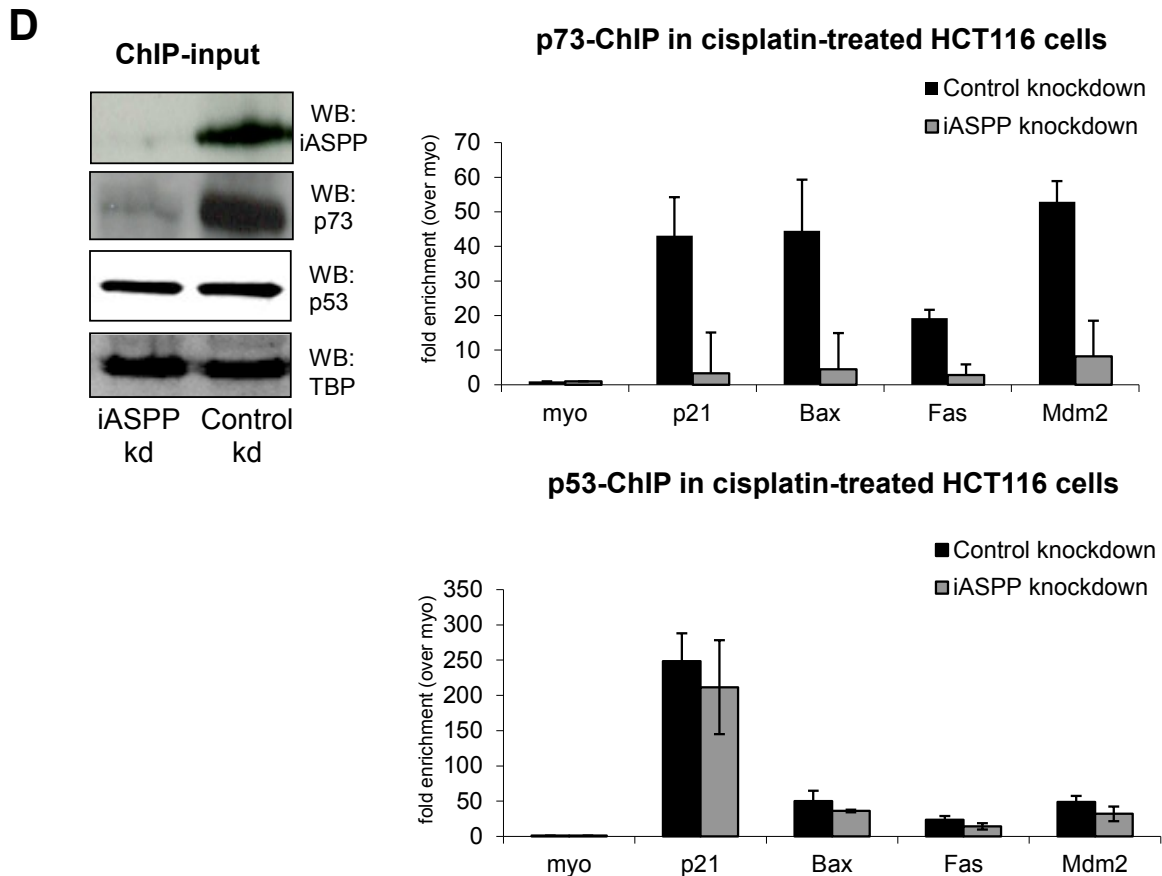 D
ChIP-input
WB:
iASPP
WB:
p73
WB:
p53
WB:
TBP
iASPP
kd
Control
kd
p73-ChIP in cisplatin-treated HCT116 cells
Control knockdown
iASPP knockdown
fold enrichment (over myo)
70
60
50
40
30
20
10
0
myo p21 Bax Fas Mdm2
p53-ChIP in cisplatin-treated HCT116 cells
Control knockdown
iASPP knockdown
fold enrichment (over myo)
350
300
250
200
150
100
50
0
myo p21 Bax Fas Mdm2